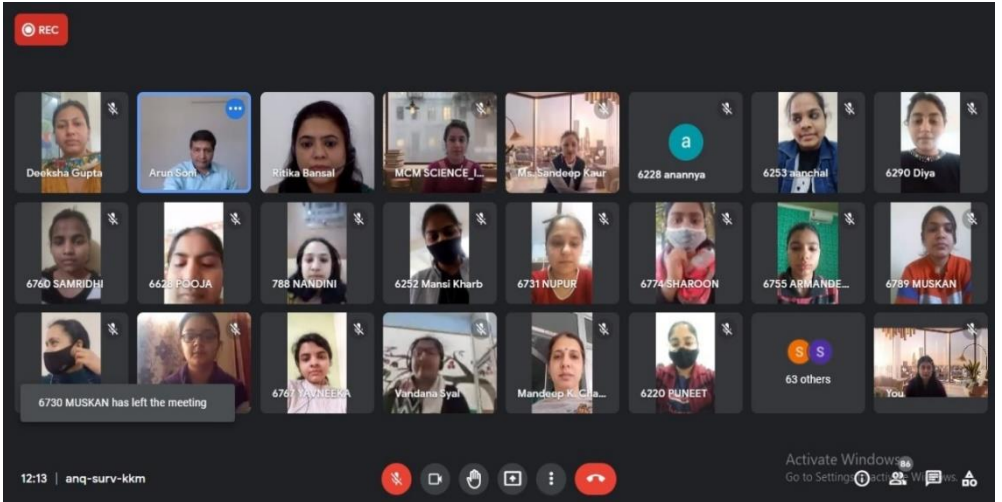 REC
Deeksha Gupta
Arun Soni
Ritika Bansal
MCM SCIENCE_I...
Ms. Sandeep Kaur
a
6228 anannya
6253 aanchal
6290 Diya
6760 SAMRIDHI
6628 POOJA
788 NANDINI
6252 Mansi Kharb
6731 NUPUR
6774 SHAROON
6755 ARMANDE...
6789 MUSKAN
6767 YAVNEEKA
Vandana Syal
Mandeep K. Cha...
6220 PUNEET
S S
63 others
You
6730 MUSKAN has left the meeting
12:13 | anq-surv-kkm
86
Activate Windows
Go to Settings to activate Windows.